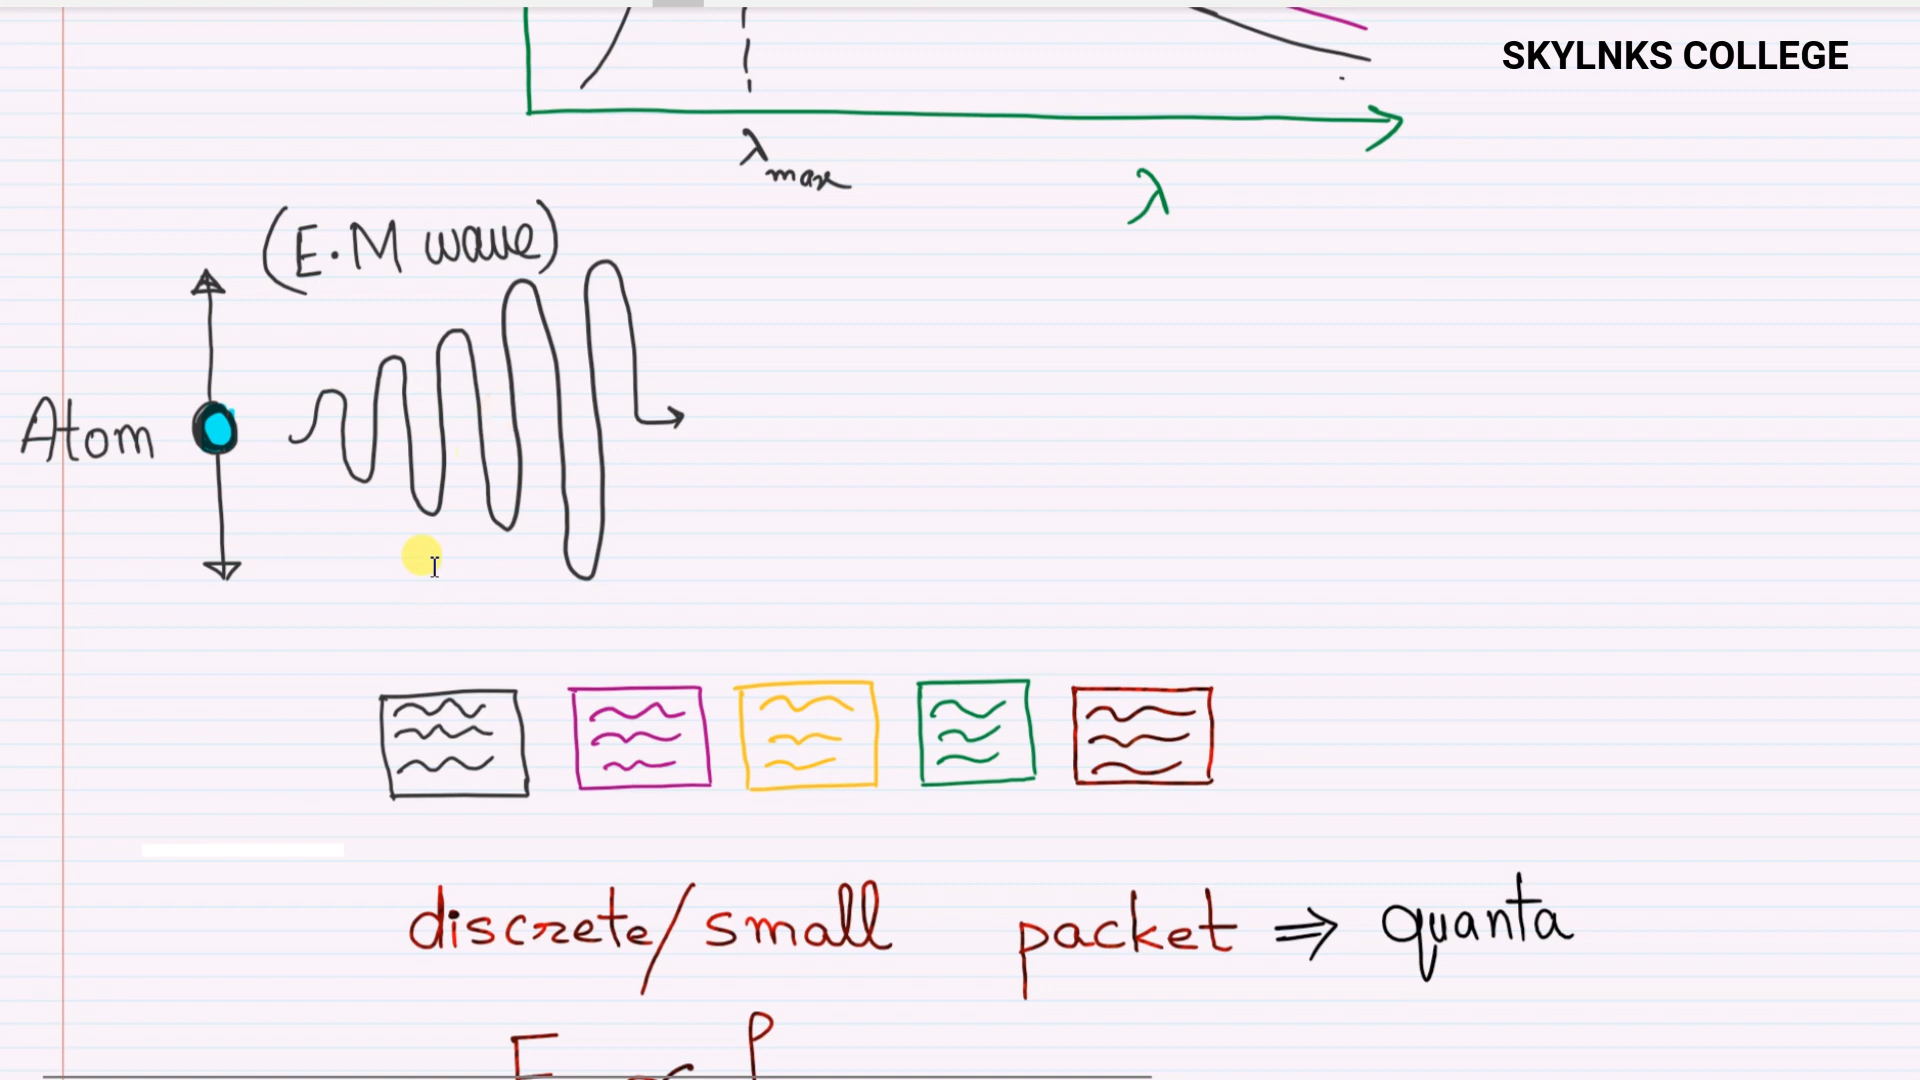 SKYLNKS COLLEGE
λmax
λ
(E.M wave)
Atom
discrete/small packet ⇒ quanta